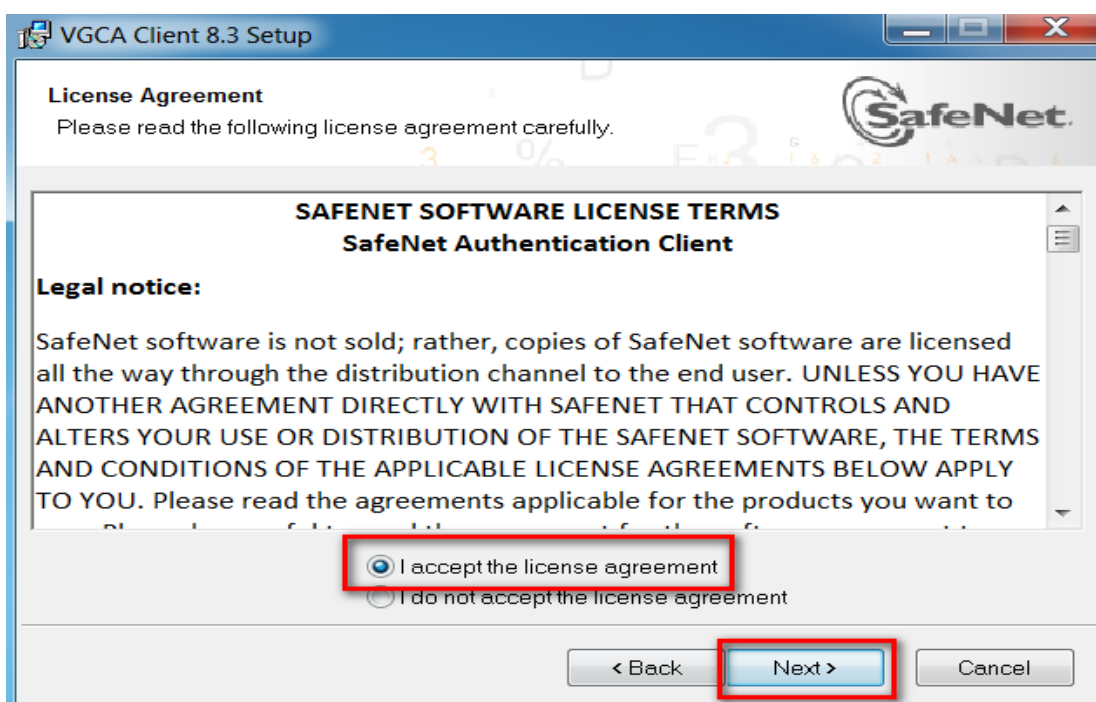 VGCA Client 8.3 Setup
License Agreement
Please read the following license agreement carefully.
SafeNet.
SAFENET SOFTWARE LICENSE TERMS
SafeNet Authentication Client
Legal notice:
SafeNet software is not sold; rather, copies of SafeNet software are licensed
all the way through the distribution channel to the end user. UNLESS YOU HAVE
ANOTHER AGREEMENT DIRECTLY WITH SAFENET THAT CONTROLS AND
ALTERS YOUR USE OR DISTRIBUTION OF THE SAFENET SOFTWARE, THE TERMS
AND CONDITIONS OF THE APPLICABLE LICENSE AGREEMENTS BELOW APPLY
TO YOU. Please read the agreements applicable for the products you want to
I accept the license agreement
I do not accept the license agreement
< Back
Next >
Cancel